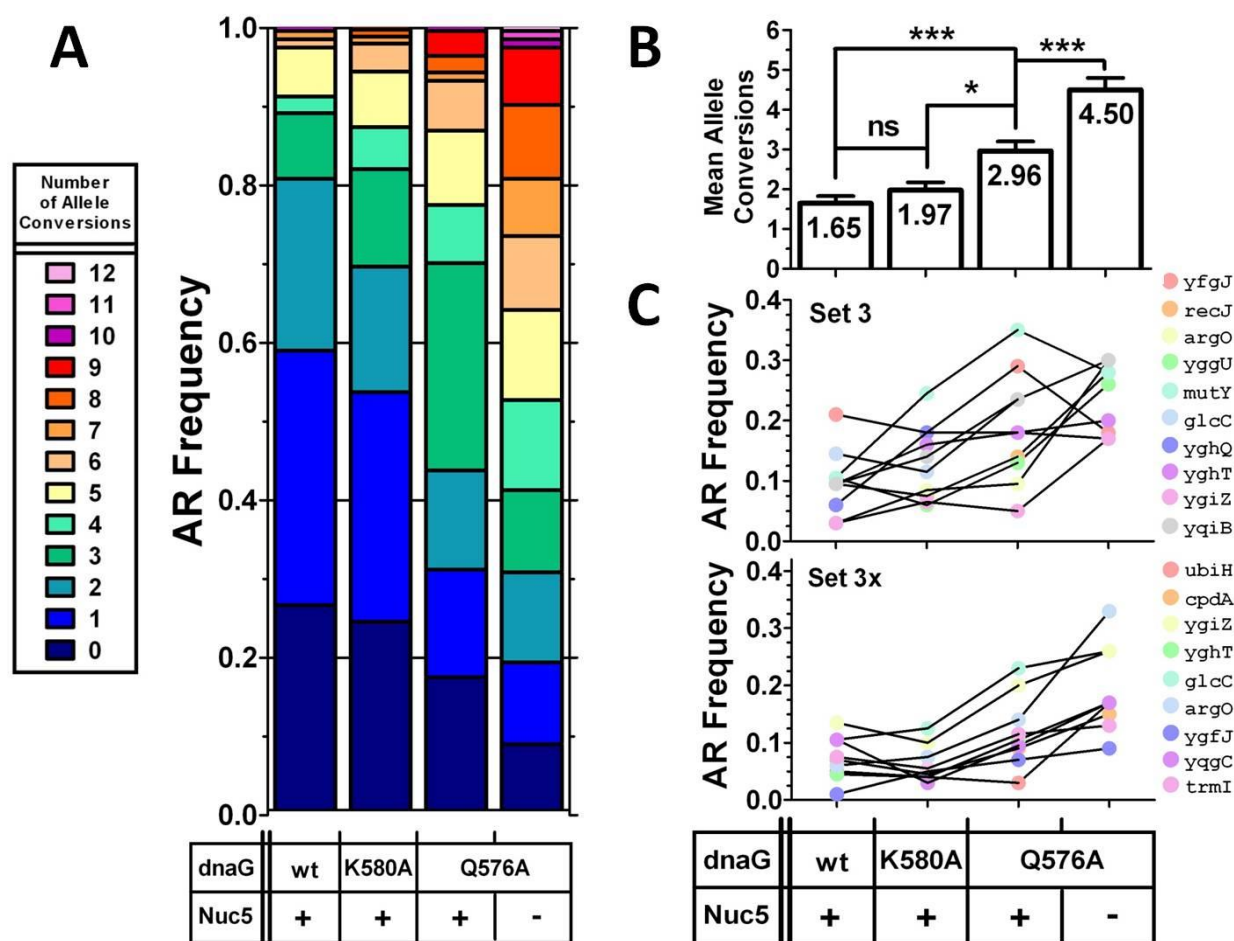 A
Number
of Allele
Conversions
12
11
10
9
8
7
6
5
4
3
2
1
0
AR Frequency
1.0
0.8
0.6
0.4
0.2
0.0
dnaG wt K580A Q576A
Nuc5 + + + -
B
Mean Allele
Conversions
6
5
4
3
2
1
0
*** ***
*
ns
1.65 1.97 2.96 4.50
C
Set 3
AR Frequency
0.4
0.3
0.2
0.1
0.0
yfgJ
recJ
argO
yggU
mutY
glcC
yghQ
yghT
ygiZ
yqiB
Set 3x
AR Frequency
0.4
0.3
0.2
0.1
0.0
ubiH
cpdA
ygiZ
yghT
glcC
argO
ygfJ
yqgC
trmI
dnaG wt K580A Q576A
Nuc5 + + + -